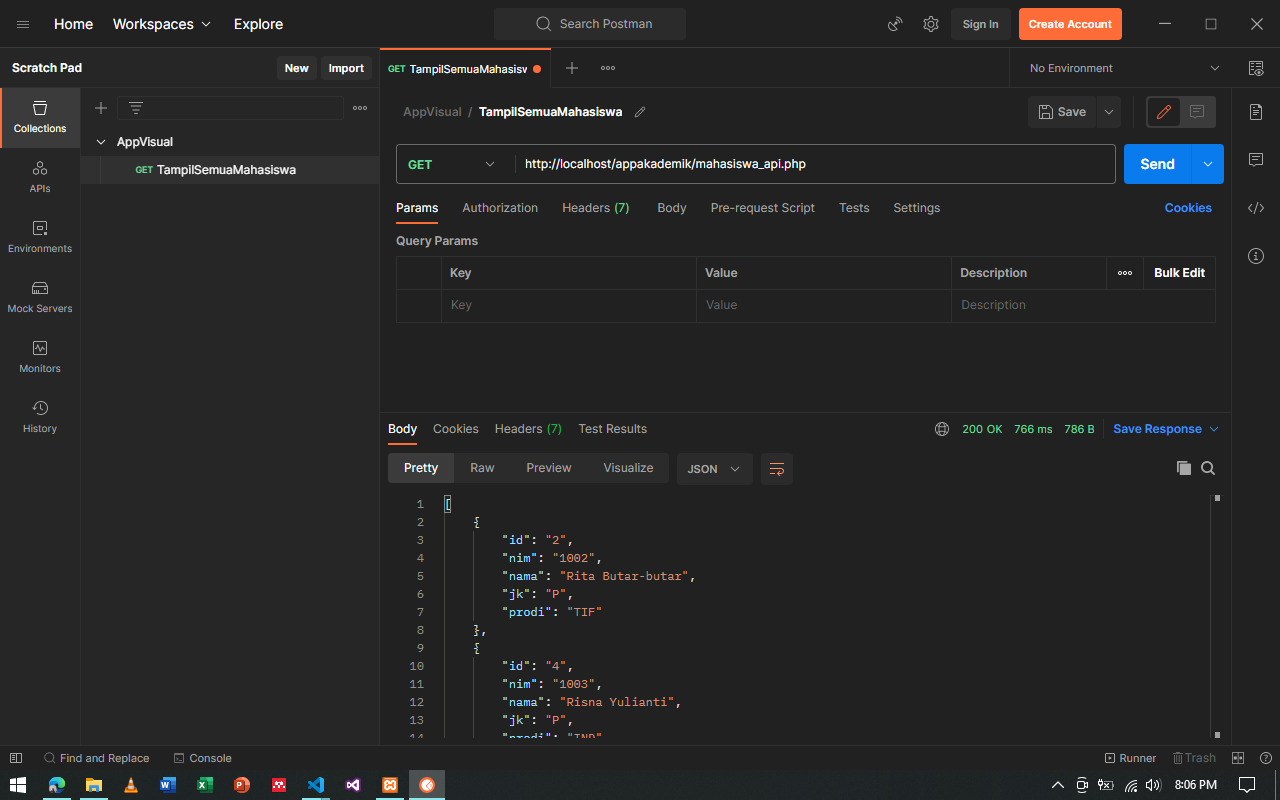 Home Workspaces Explore Search Postman Sign In Create Account
Scratch Pad New Import GET TampilSemuaMahasisw No Environment
Collections
APIs
Environments
Mock Servers
Monitors
History
AppVisual
GET TampilSemuaMahasiswa
AppVisual / TampilSemuaMahasiswa Save
GET http://localhost/appakademik/mahasiswa_api.php Send
Params Authorization Headers (7) Body Pre-request Script Tests Settings Cookies
Query Params
Key Value Description Bulk Edit
Key Value Description
Body Cookies Headers (7) Test Results 200 OK 766 ms 786 B Save Response
Pretty Raw Preview Visualize JSON
1 [
2 {
3 "id": "2",
4 "nim": "1002",
5 "nama": "Rita Butar-butar",
6 "jk": "P",
7 "prodi": "TIF"
8 },
9 {
10 "id": "4",
11 "nim": "1003",
12 "nama": "Risna Yulianti",
13 "jk": "P",
14 "prodi":
Find and Replace Console Runner Trash
8:06 PM